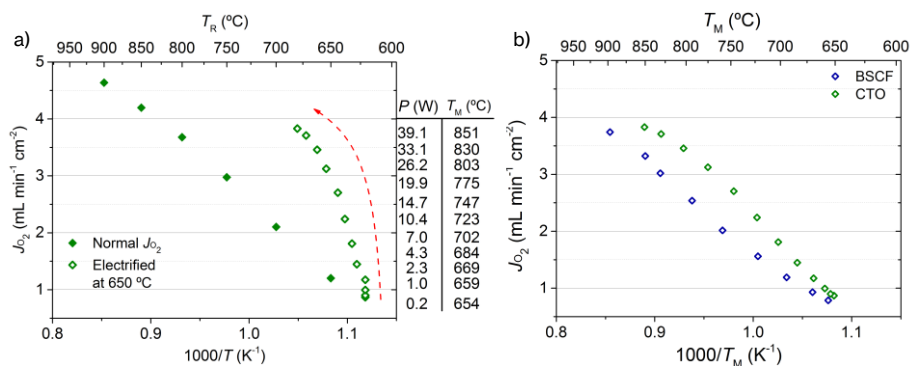 a)
T_R (ºC)
950 900 850 800 750 700 650 600
5
4
3
2
1
J_O₂ (mL min⁻¹ cm⁻²)
Normal J_O₂
Electrified
at 650 ºC
0.8 0.9 1.0 1.1
1000/T (K⁻¹)
P (W) T_M (ºC)
39.1 851
33.1 830
26.2 803
19.9 775
14.7 747
10.4 723
7.0 702
4.3 684
2.3 669
1.0 659
0.2 654
b)
T_M (ºC)
950 900 850 800 750 700 650 600
BSCF
CTO
5
4
3
2
1
J_O₂ (mL min⁻¹ cm⁻²)
0.8 0.9 1.0 1.1
1000/T_M (K⁻¹)